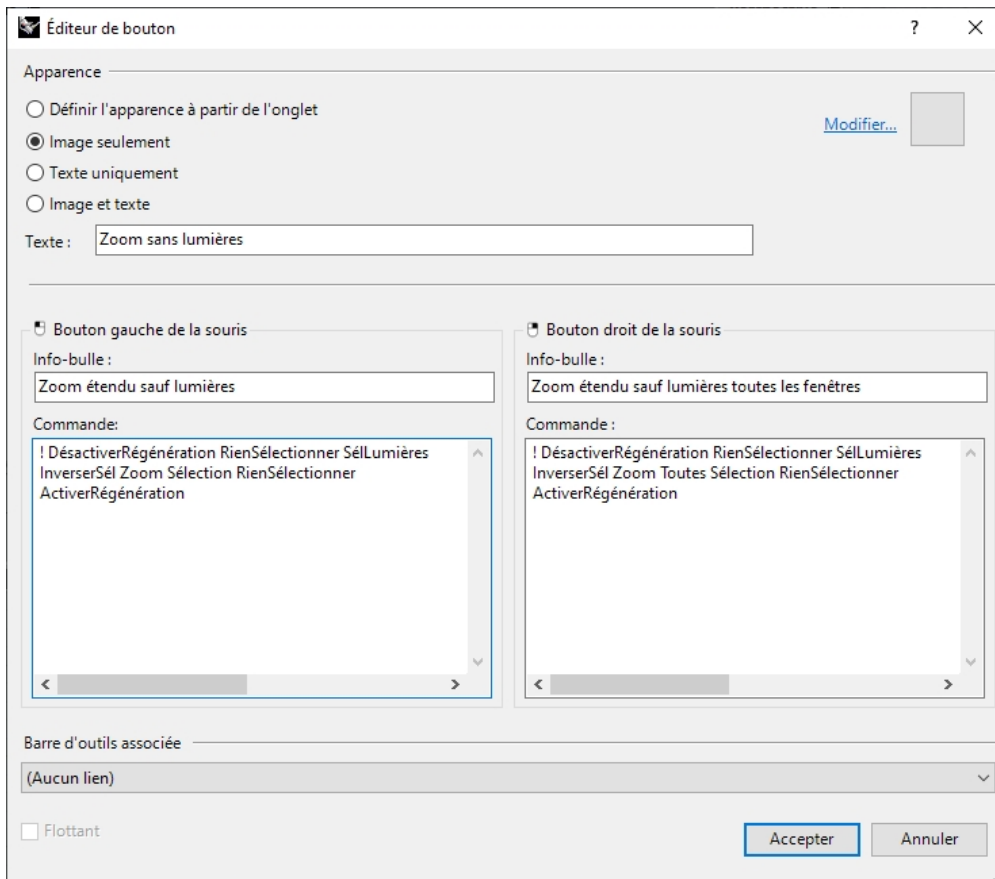 Éditeur de bouton
Apparence
Définir l'apparence à partir de l'onglet
Modifier...
Image seulement
Texte uniquement
Image et texte
Texte :
Zoom sans lumières
Bouton gauche de la souris
Info-bulle :
Zoom étendu sauf lumières
Commande:
! DésactiverRégénération RienSélectionner SélLumières
InverserSél Zoom Sélection RienSélectionner
ActiverRégénération
Bouton droit de la souris
Info-bulle :
Zoom étendu sauf lumières toutes les fenêtres
Commande :
! DésactiverRégénération RienSélectionner SélLumières
InverserSél Zoom Toutes Sélection RienSélectionner
ActiverRégénération
Barre d'outils associée
(Aucun lien)
Flottant
Accepter
Annuler